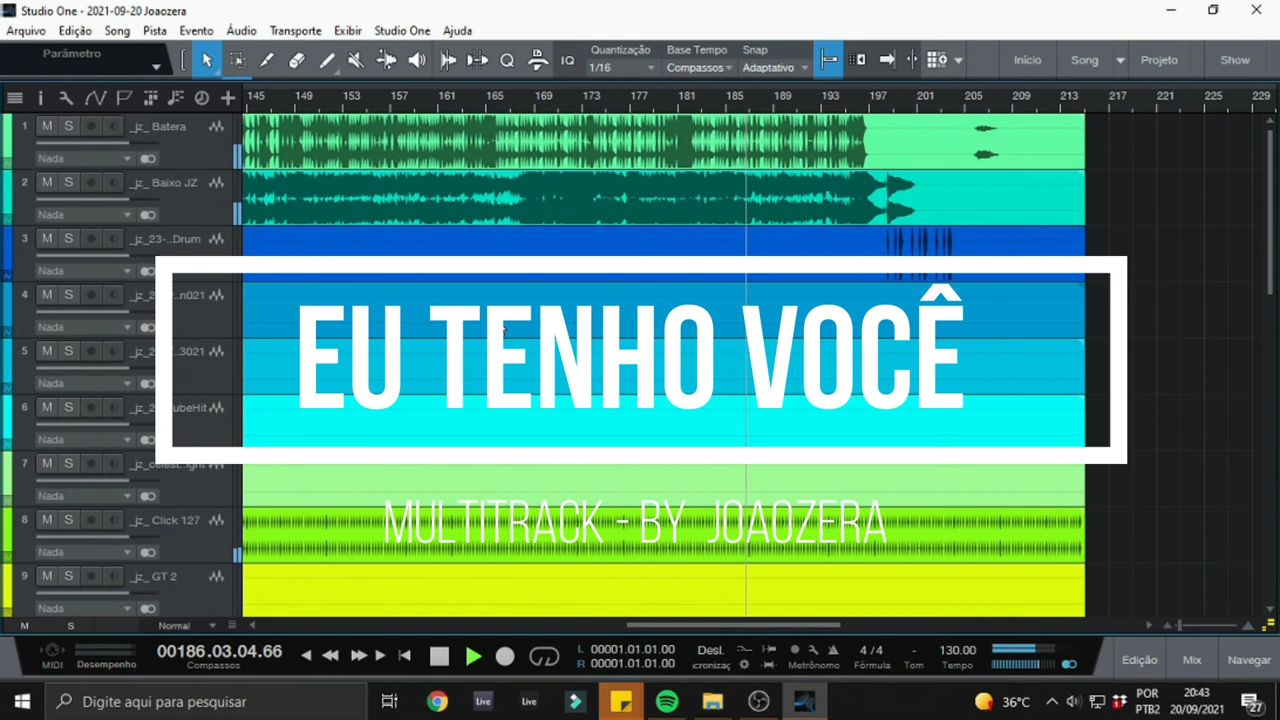 Studio One - 2021-09-20 Joaozera
Arquivo Edição Song Pista Evento Áudio Transporte Exibir Studio One Ajuda
Parâmetro
IQ
Quantização Base Tempo Snap
1/16 Compassos Adaptativo
Início Song Projeto Show
145 149 153 157 161 165 169 173 177 181 185 189 193 197 201 205 209 213 217 221 225 229
1 M S _jz_ Batera
Nada
2 M S _jz_ Baixo JZ
Nada
3 M S _jz_23-..Drum
Nada
4 M S
Nada
5 M S
Nada
6 M S
Nada
7 M S
Nada
8 M S _jz_ Click 127
Nada
9 M S _jz_ GT 2
Nada
EU TENHO VOCÊ
MULTITRACK - BY JOAOZERA
M S Normal
MIDI Desempenho
00186.03.04.66
Compassos
L 00001.01.01.00
R 00001.01.01.00
Desl.
cronizaç
Metrônomo
4 / 4
Fórmula
-
Tom
130.00
Tempo
Edição Mix Navegar
Digite aqui para pesquisar
Live
Live
36°C
POR
PTB2
20:43
20/09/2021
27